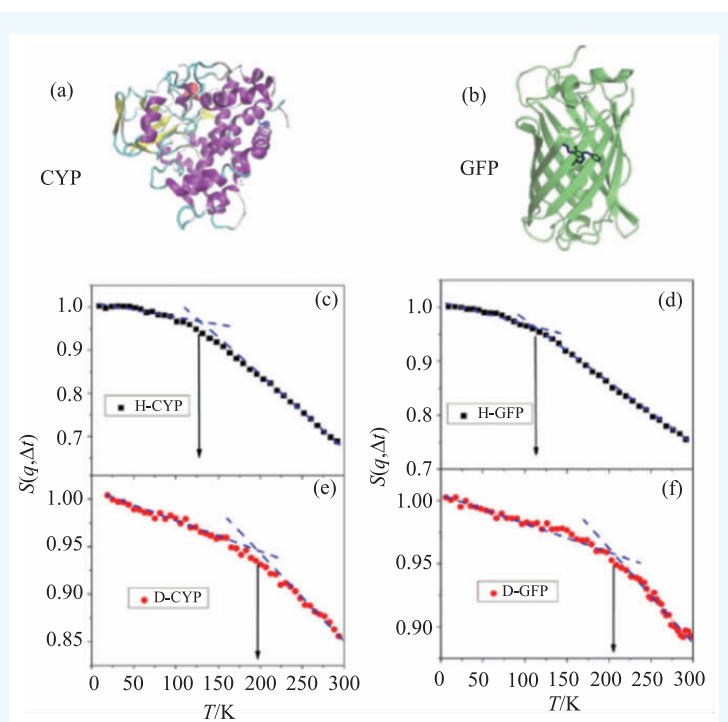 (a)
(b)
CYP
GFP
1.0
0.9
0.8
0.7
(c)
H-CYP
1.0
0.9
0.8
0.7
(d)
H-GFP
S(q,Δt)
S(q,Δt)
1.00
0.95
0.90
0.85
(e)
D-CYP
1.00
0.95
0.90
(f)
D-GFP
0 50 100 150 200 250 300
0 50 100 150 200 250 300
T/K
T/K